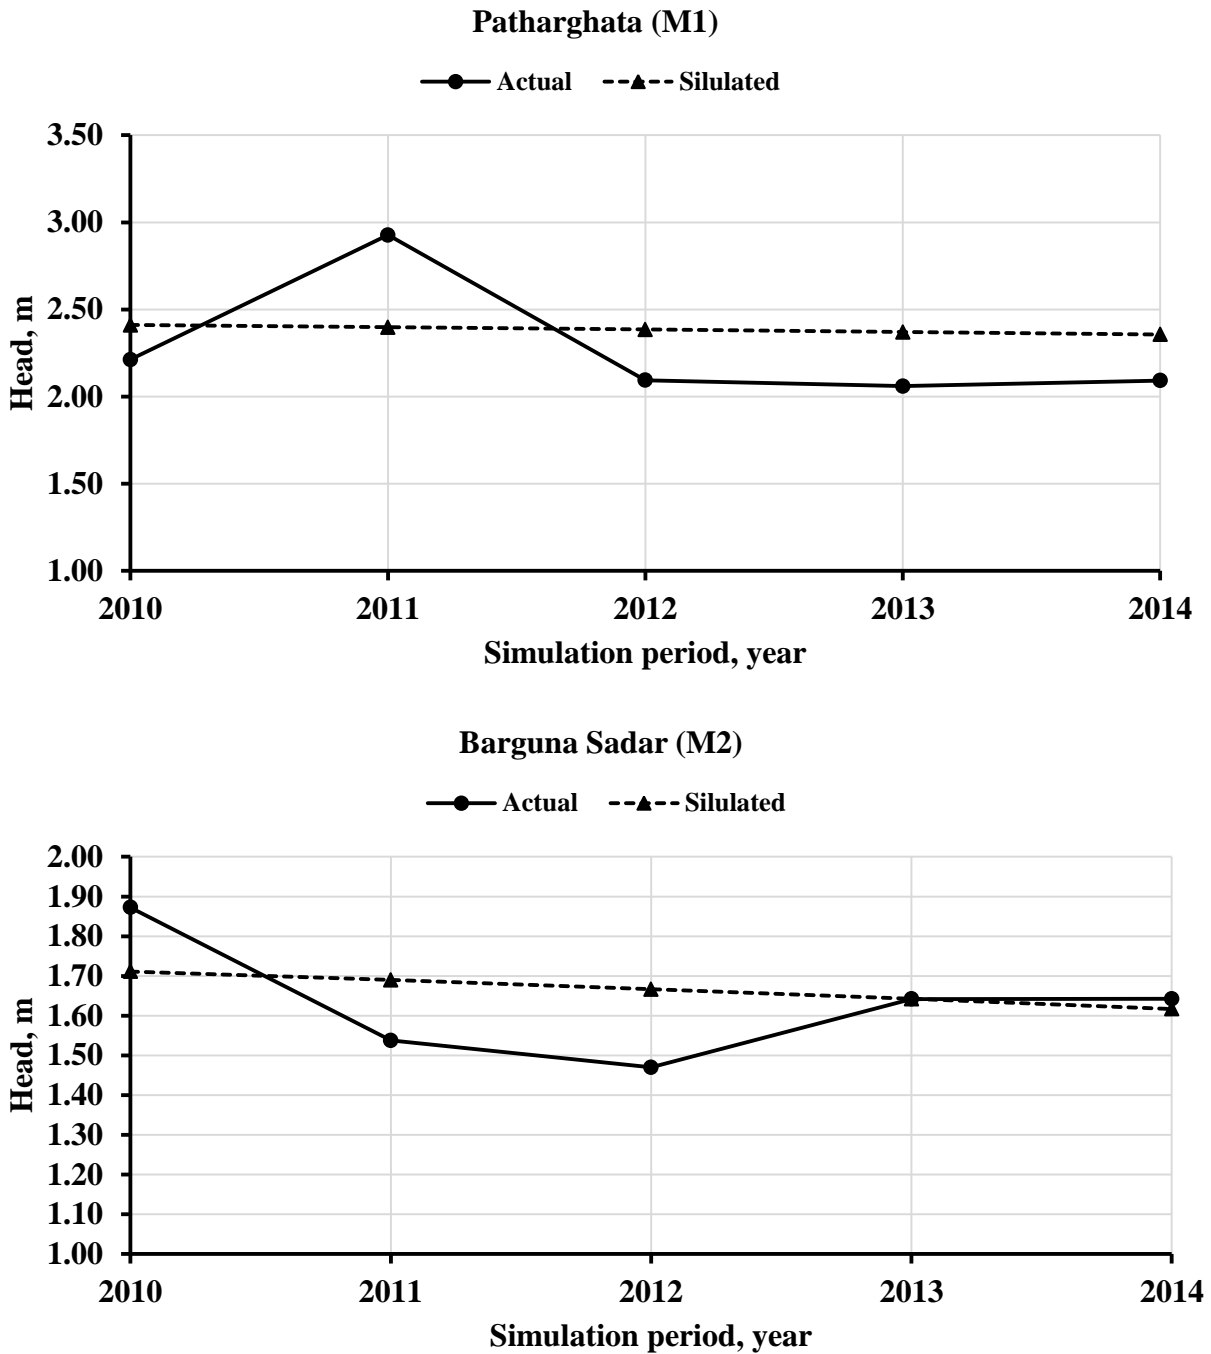 Patharghata (M1)
Actual Silulated
3.50
3.00
2.50
2.00
1.50
1.00
Head, m
2010 2011 2012 2013 2014
Simulation period, year
Barguna Sadar (M2)
Actual Silulated
2.00
1.90
1.80
1.70
1.60
1.50
1.40
1.30
1.20
1.10
1.00
Head, m
2010 2011 2012 2013 2014
Simulation period, year